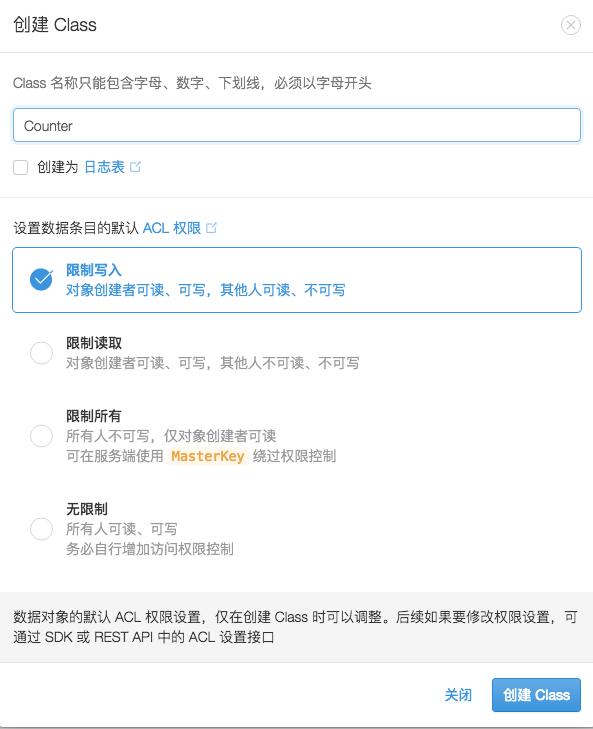 创建 Class
Class 名称只能包含字母、数字、下划线，必须以字母开头
Counter
创建为 日志表
设置数据条目的默认 ACL 权限
限制写入
对象创建者可读、可写，其他人可读、不可写
限制读取
对象创建者可读、可写，其他人不可读、不可写
限制所有
所有人不可写，仅对象创建者可读
可在服务端使用 MasterKey 绕过权限控制
无限制
所有人可读、可写
务必自行增加访问权限控制
数据对象的默认 ACL 权限设置，仅在创建 Class 时可以调整。后续如果要修改权限设置，可
通过 SDK 或 REST API 中的 ACL 设置接口
关闭 创建 Class